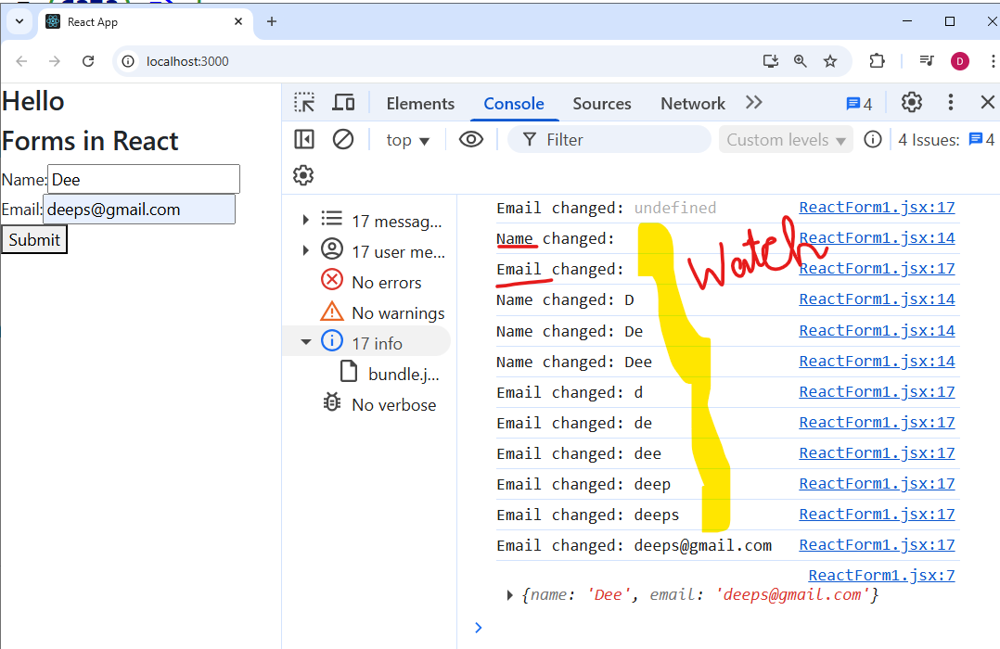 React App
localhost:3000
D
Hello
Forms in React
Name: Dee
Email: deeps@gmail.com
Submit
Elements Console Sources Network 4
top Filter Custom levels 4 Issues: 4
17 messag...
17 user me...
No errors
No warnings
17 info
bundle.j...
No verbose
Email changed: undefined ReactForm1.jsx:17
Name changed: ReactForm1.jsx:14
Email changed: ReactForm1.jsx:17
Watch
Name changed: D ReactForm1.jsx:14
Name changed: De ReactForm1.jsx:14
Name changed: Dee ReactForm1.jsx:14
Email changed: d ReactForm1.jsx:17
Email changed: de ReactForm1.jsx:17
Email changed: dee ReactForm1.jsx:17
Email changed: deep ReactForm1.jsx:17
Email changed: deeps ReactForm1.jsx:17
Email changed: deeps@gmail.com ReactForm1.jsx:17
ReactForm1.jsx:7
{name: 'Dee', email: 'deeps@gmail.com'}